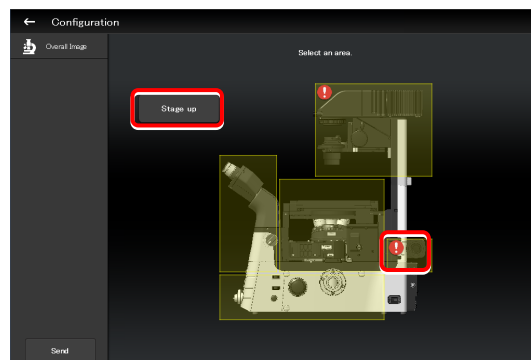 Configuration
Overall Image
Select an area.
Stage up
Send